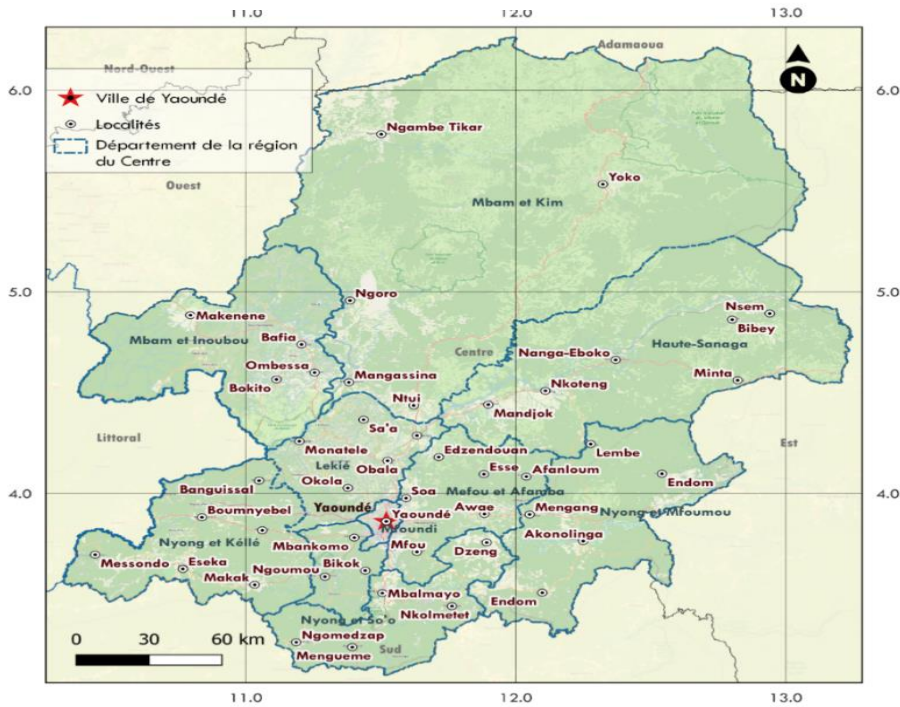 11.0 12.0 13.0
Adamaoua
Nord-Ouest
Ville de Yaoundé
Localités
Département de la région
du Centre
N
6.0 6.0
Ngambe Tikar
Ouest
Yoko
Mbam et Kim
5.0 5.0
Ngoro
Nsem
Makenene
Bibey
Mbam et Inoubou
Bafia
Haute-Sanaga
Centre
Nanga-Eboko
Ombessa
Mangassina
Minta
Bokito
Nkoteng
Ntui
Mandjok
Sa'a
Littoral
Est
Monatele
Edzendouan
Lembe
Lekié
Obala
Esse
Afanloum
Okola
Endom
Banguissal
Mefou et Afamba
4.0 4.0
Soa
Yaoundé
Boumnyebel
Yaoundé
Awae
Mengang
Nyong et Mfoumou
Mfoundi
Akonolinga
Nyong et Kéllé
Mbankomo
Mfou
Dzeng
Messondo
Eseka
Ngoumou
Bikok
Makak
Mbalmayo
Endom
Nkolmetet
Nyong et So'o
Ngomedzap
Sud
Mengueme
0 30 60 km
11.0 12.0 13.0